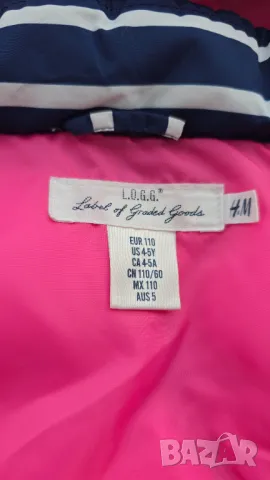 L.O.G.G.®
Label of Graded Goods
H&M
EUR 110
US 4-5Y
CA 4-5A
CN 110/60
MX 110
AUS 5
BAZAR
bg